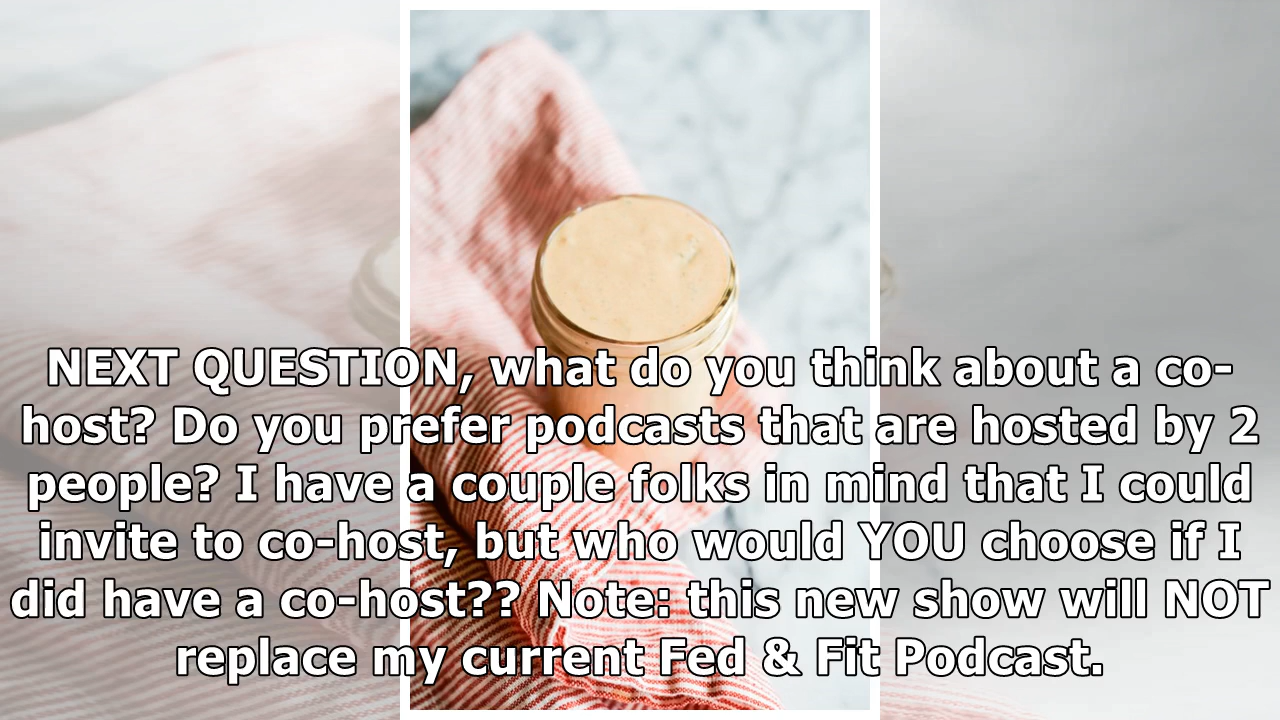 NEXT QUESTION, what do you think about a co-
host? Do you prefer podcasts that are hosted by 2
people? I have a couple folks in mind that I could
invite to co-host, but who would YOU choose if I
did have a co-host?? Note: this new show will NOT
replace my current Fed & Fit Podcast.